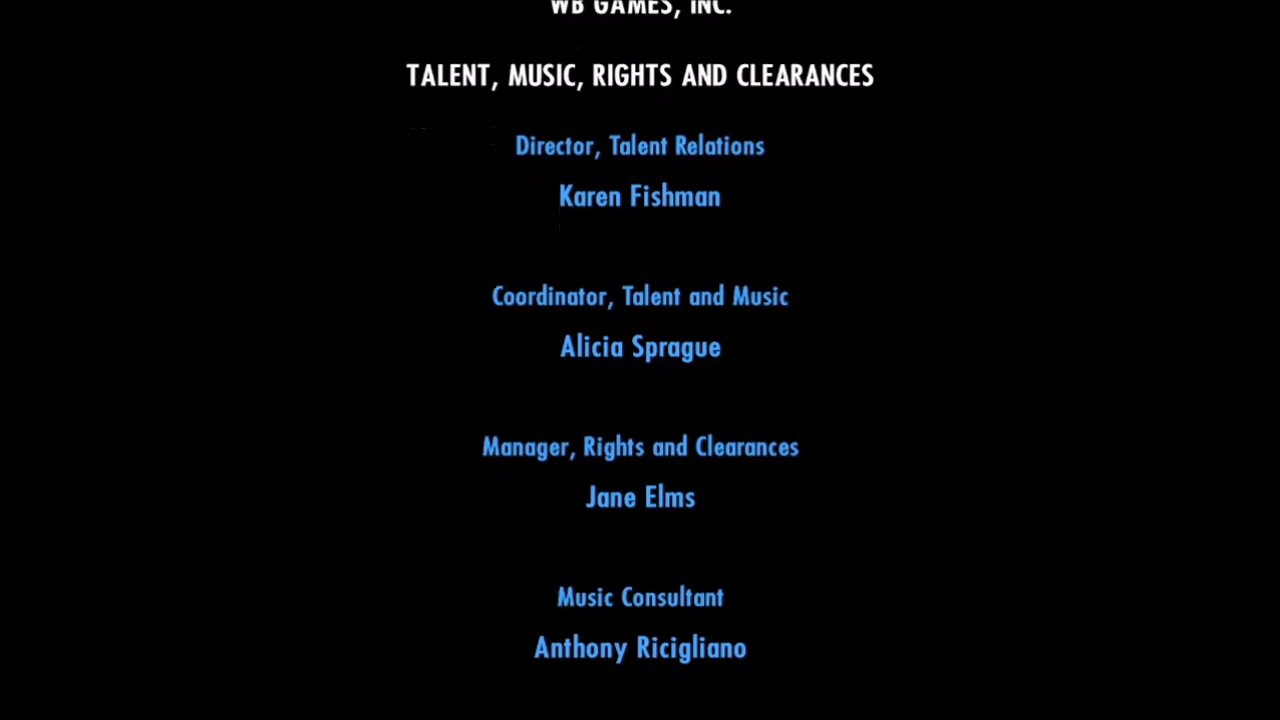 WB GAMES, INC.
TALENT, MUSIC, RIGHTS AND CLEARANCES
Director, Talent Relations
Karen Fishman
Coordinator, Talent and Music
Alicia Sprague
Manager, Rights and Clearances
Jane Elms
Music Consultant
Anthony Ricigliano